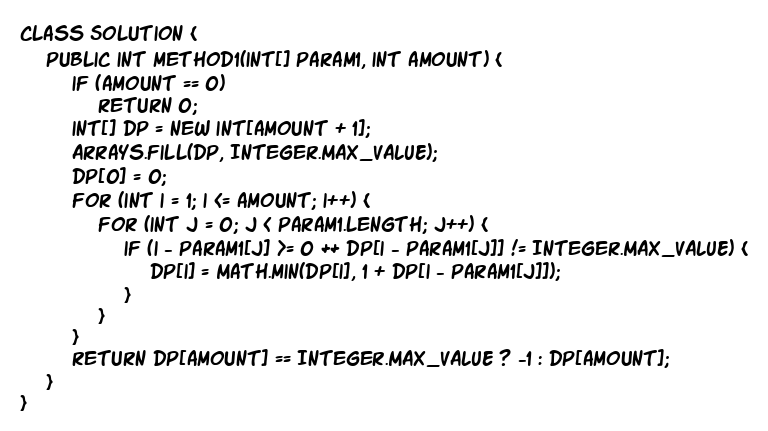 CLASS SOLUTION {
PUBLIC INT METHOD1(INT[] PARAM1, INT AMOUNT) {
IF (AMOUNT == 0)
RETURN 0;
INT[] DP = NEW INT[AMOUNT + 1];
ARRAYS.FILL(DP, INTEGER.MAX_VALUE);
DP[0] = 0;
FOR (INT I = 1; I <= AMOUNT; I++) {
FOR (INT J = 0; J < PARAM1.LENGTH; J++) {
IF (I - PARAM1[J] >= 0 ++ DP[I - PARAM1[J]] != INTEGER.MAX_VALUE) {
DP[I] = MATH.MIN(DP[I], 1 + DP[I - PARAM1[J]]);
}
}
}
RETURN DP[AMOUNT] == INTEGER.MAX_VALUE ? -1 : DP[AMOUNT];
}
}